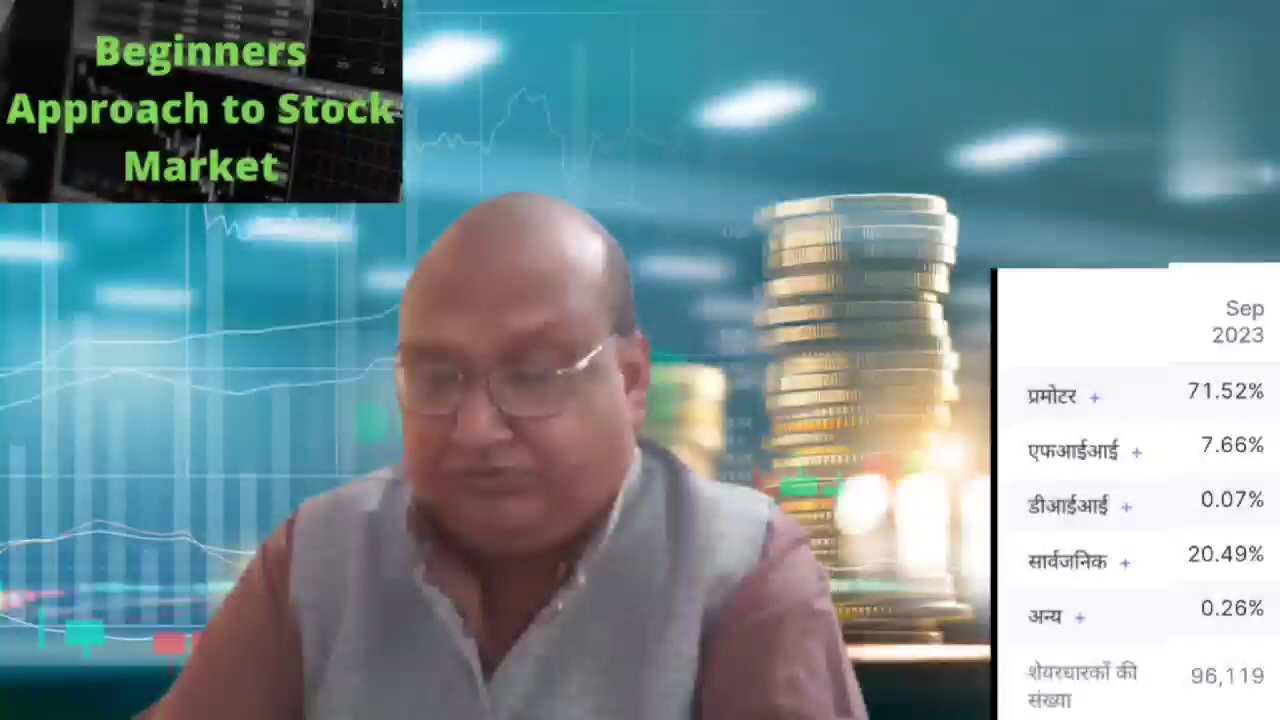 Beginners
Approach to Stock
Market
Sep
2023
प्रमोटर + 71.52%
एफआईआई + 7.66%
डीआईआई + 0.07%
सार्वजनिक + 20.49%
अन्य + 0.26%
शेयरधारकों की
संख्या 96,119